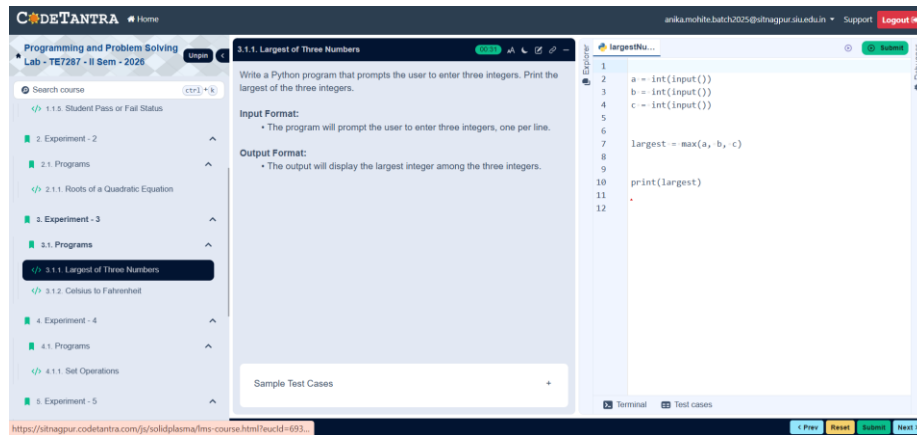 CODETANTRA Home
anika.mohite.batch2025@sitnagpur.siu.edu.in Support Logout
Programming and Problem Solving
Lab - TE7287 - II Sem - 2026
Unpin
Search course ctrl + k
</> 1.1.5. Student Pass or Fail Status
2. Experiment - 2
2.1. Programs
</> 2.1.1. Roots of a Quadratic Equation
3. Experiment - 3
3.1. Programs
</> 3.1.1. Largest of Three Numbers
</> 3.1.2. Celsius to Fahrenheit
4. Experiment - 4
4.1. Programs
</> 4.1.1. Set Operations
5. Experiment - 5
https://sitnagpur.codetantra.com/js/solidplasma/lms-course.html?eucId=693...
3.1.1. Largest of Three Numbers 00:31 AA
Write a Python program that prompts the user to enter three integers. Print the
largest of the three integers.
Input Format:
• The program will prompt the user to enter three integers, one per line.
Output Format:
• The output will display the largest integer among the three integers.
Sample Test Cases +
Explorer
largestNu...
Submit
1
2 a = int(input())
3 b = int(input())
4 c = int(input())
5
6
7 largest = max(a, b, c)
8
9
10 print(largest)
11
12
Terminal Test cases
< Prev Reset Submit Next >